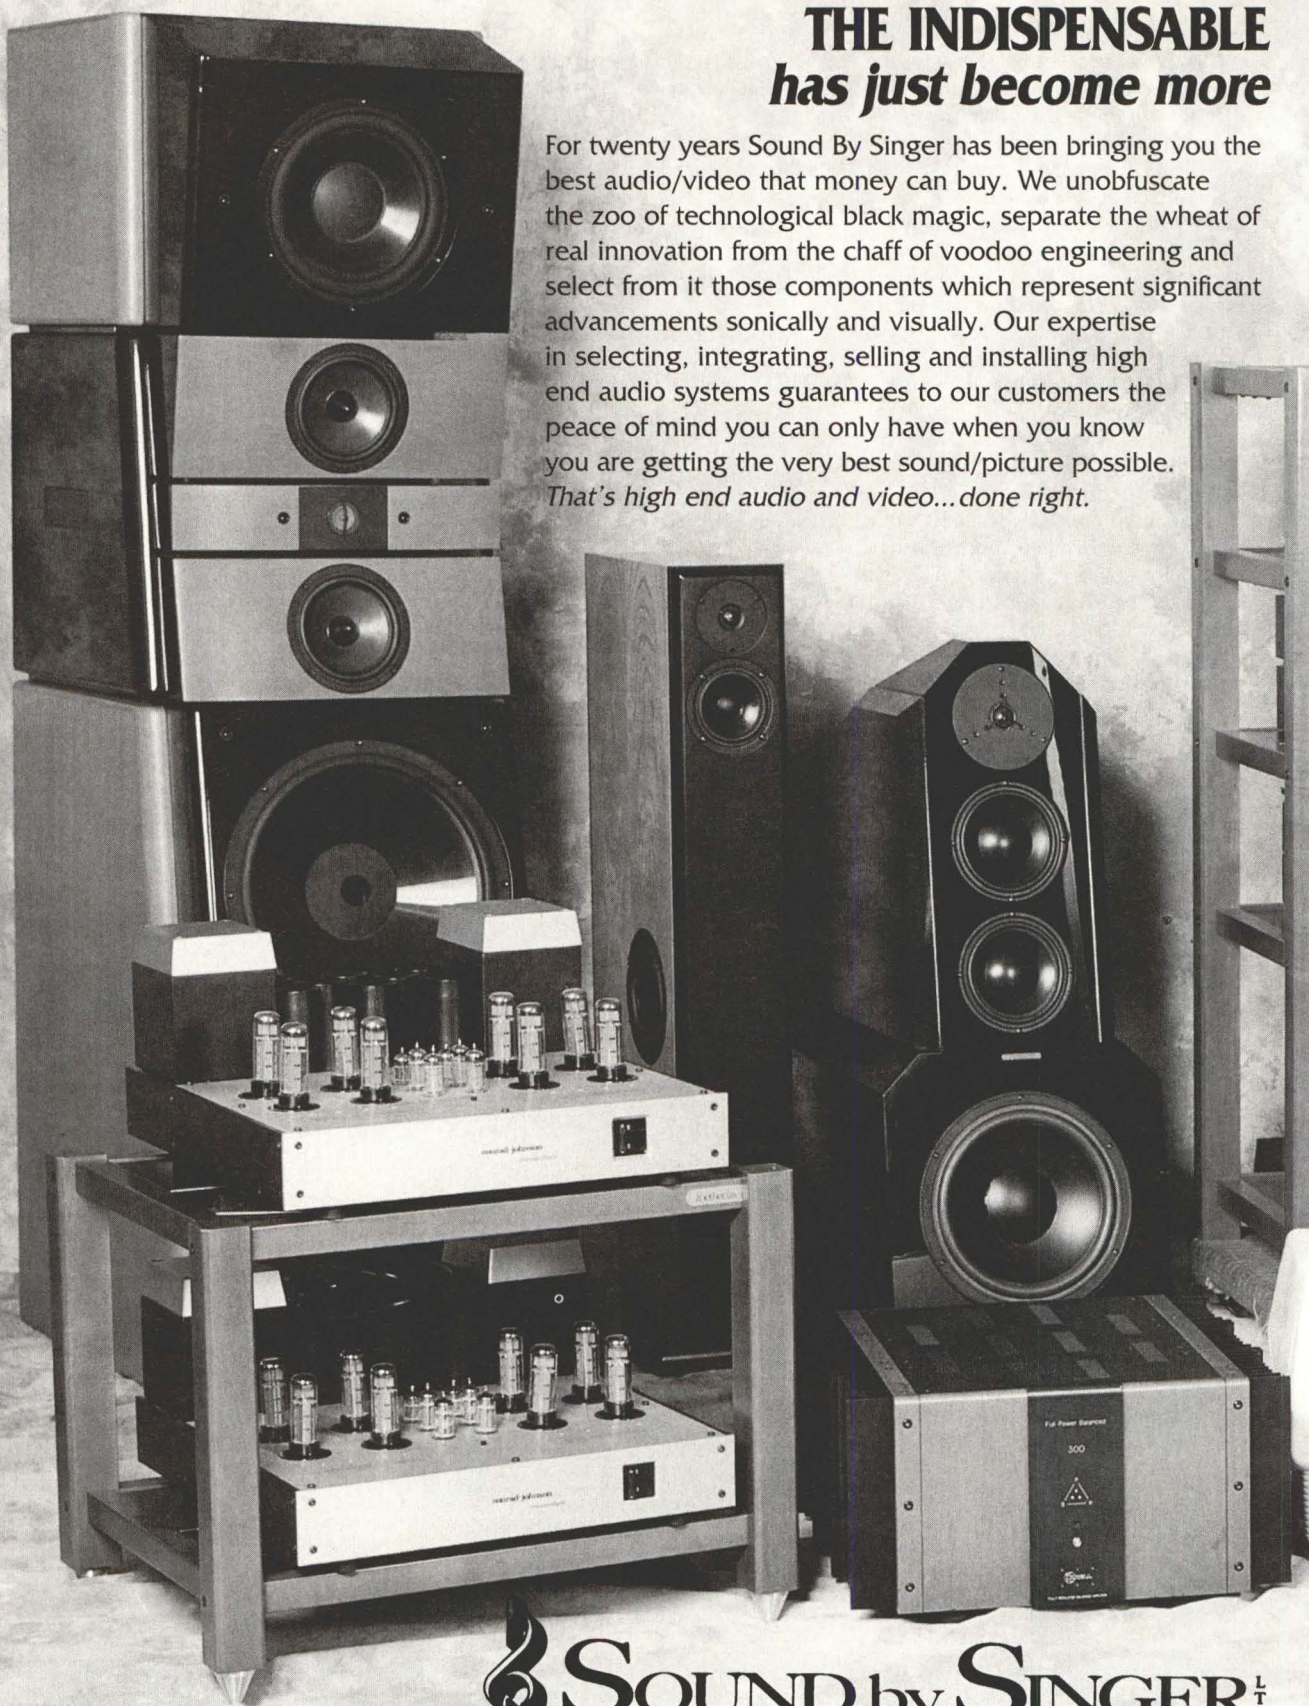 THE INDISPENSABLE
has just become more
For twenty years Sound By Singer has been bringing you the
best audio/video that money can buy. We unobfuscate
the zoo of technological black magic, separate the wheat of
real innovation from the chaff of voodoo engineering and
select from it those components which represent significant
advancements sonically and visually. Our expertise
in selecting, integrating, selling and installing high
end audio systems guarantees to our customers the
peace of mind you can only have when you know
you are getting the very best sound/picture possible.
That's high end audio and video...done right.
conrad-johnson
zoethecus
conrad-johnson
Full Power Balanced
300
KRELL
SOUND by SINGER LT